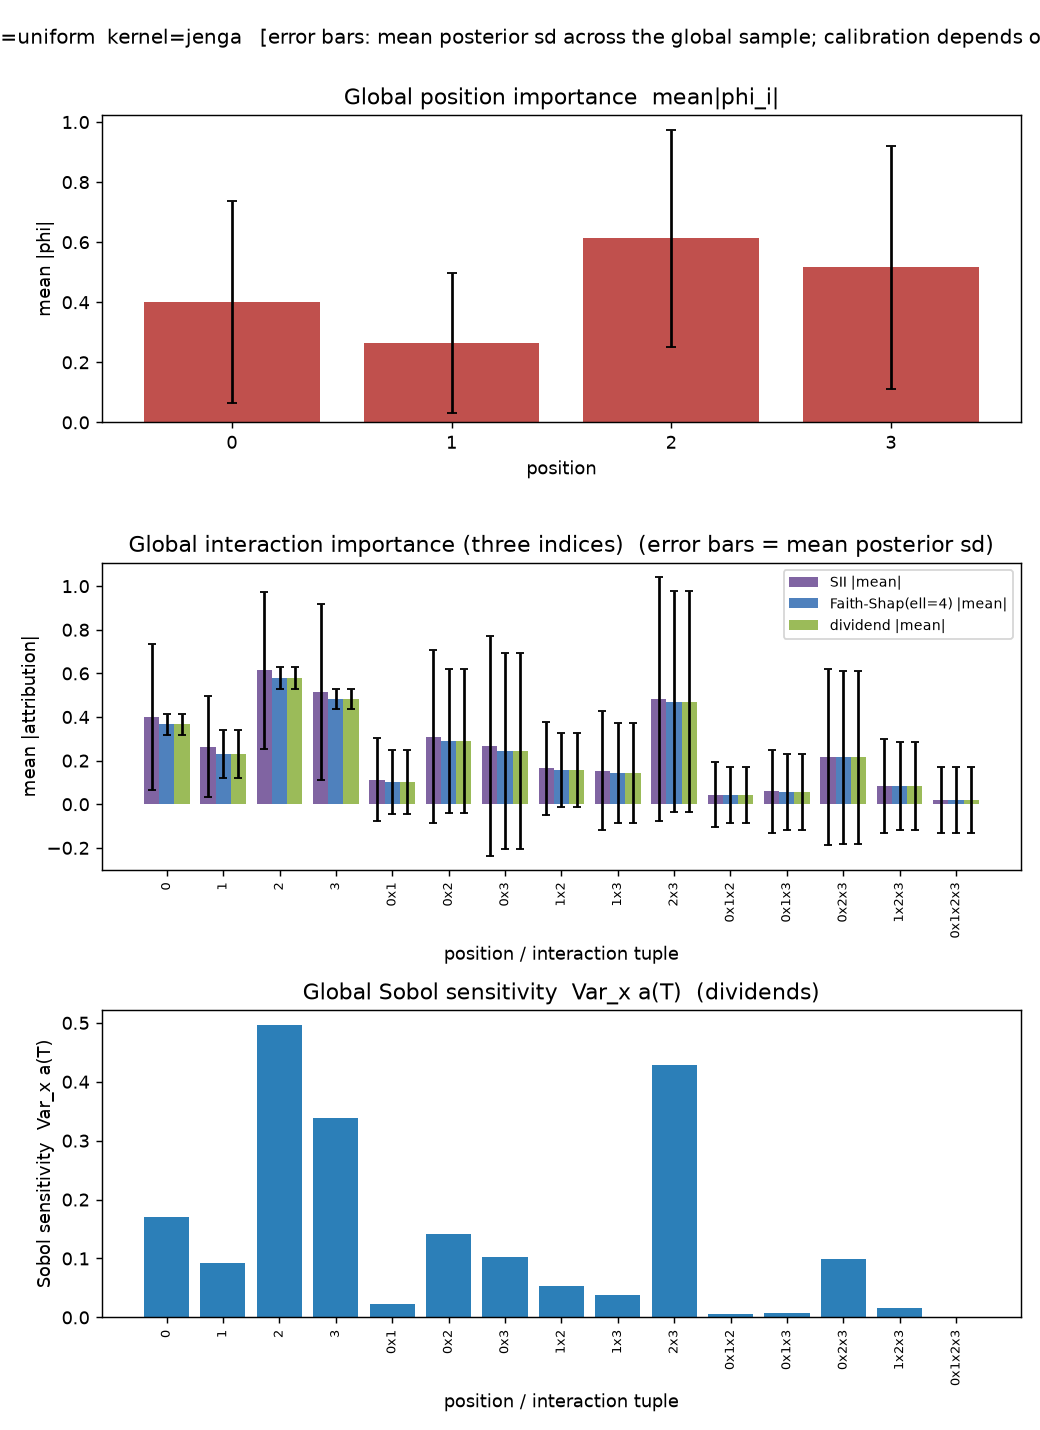 =uniform kernel=jenga [error bars: mean posterior sd across the global sample; calibration depends o
Global position importance mean|phi_i|
mean |phi|
1.0
0.8
0.6
0.4
0.2
0.0
0 1 2 3
position
Global interaction importance (three indices) (error bars = mean posterior sd)
mean |attribution|
1.0
0.8
0.6
0.4
0.2
0.0
−0.2
SII |mean|
Faith-Shap(ell=4) |mean|
dividend |mean|
0 1 2 3 0x1 0x2 0x3 1x2 1x3 2x3 0x1x2 0x1x3 0x2x3 1x2x3 0x1x2x3
position / interaction tuple
Global Sobol sensitivity Var_x a(T) (dividends)
Sobol sensitivity Var_x a(T)
0.5
0.4
0.3
0.2
0.1
0.0
0 1 2 3 0x1 0x2 0x3 1x2 1x3 2x3 0x1x2 0x1x3 0x2x3 1x2x3 0x1x2x3
position / interaction tuple